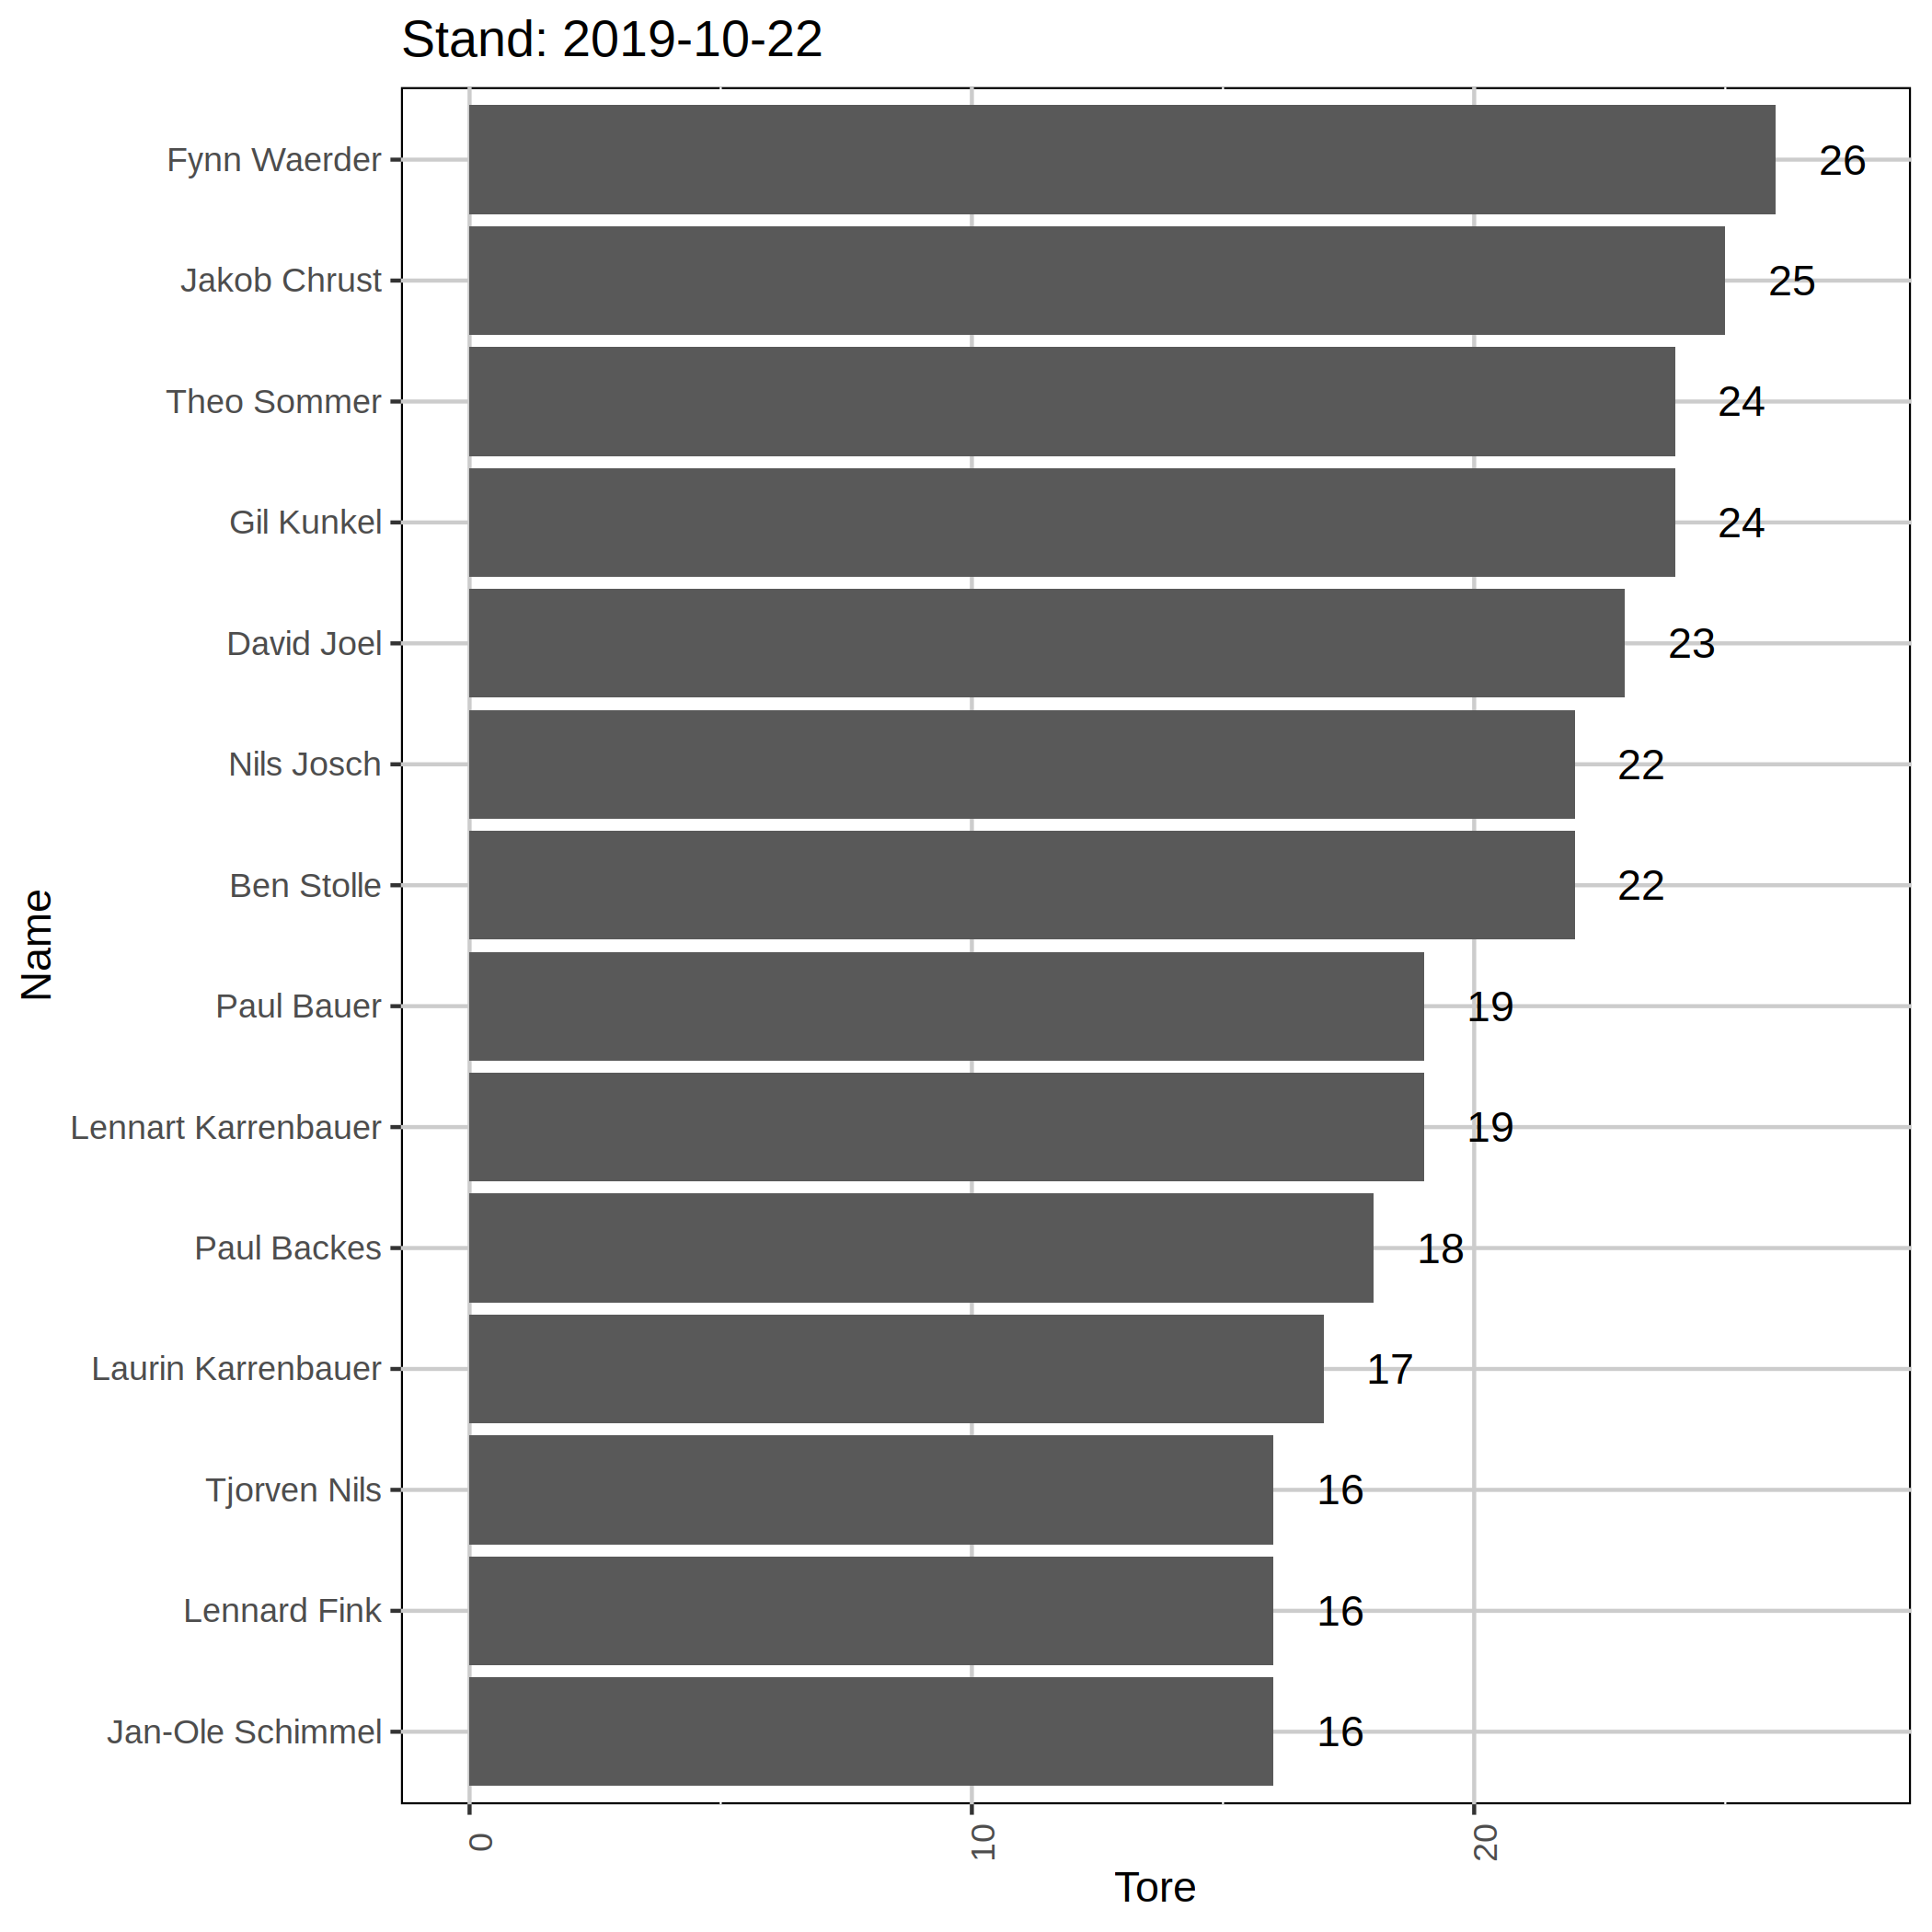 Stand: 2019-10-22
Fynn Waerder 26
Jakob Chrust 25
Theo Sommer 24
Gil Kunkel 24
David Joel 23
Nils Josch 22
Ben Stolle 22
Paul Bauer 19
Lennart Karrenbauer 19
Paul Backes 18
Laurin Karrenbauer 17
Tjorven Nils 16
Lennard Fink 16
Jan-Ole Schimmel 16
Name
0 10 20
Tore